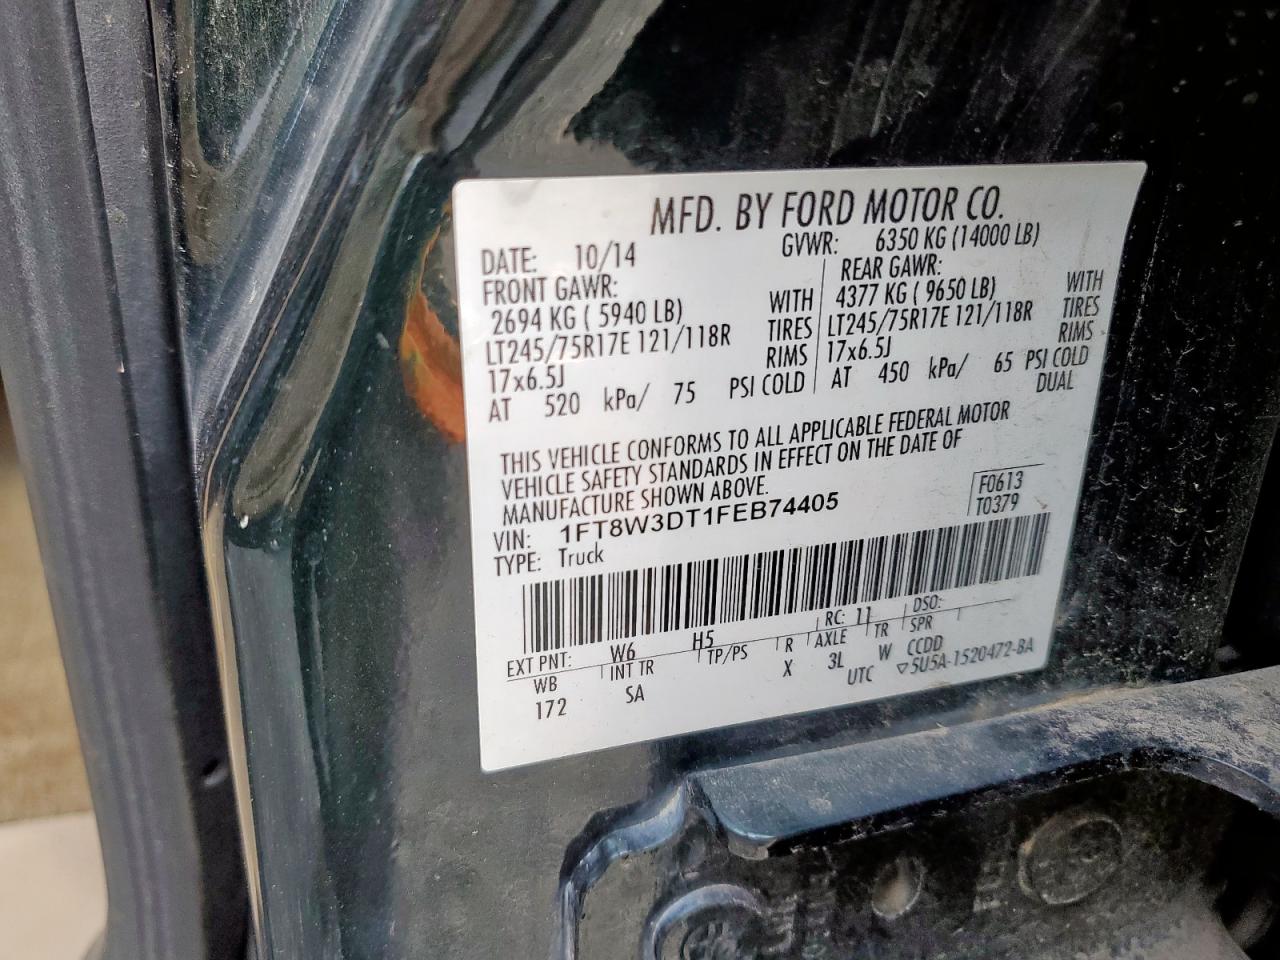 MFD. BY FORD MOTOR CO.
DATE: 10/14 GVWR: 6350 KG (14000 LB)
FRONT GAWR: REAR GAWR:
2694 KG ( 5940 LB) WITH 4377 KG ( 9650 LB) WITH
LT245/75R17E 121/118R TIRES LT245/75R17E 121/118R TIRES
17x6.5J RIMS 17x6.5J RIMS
AT 520 kPa/ 75 PSI COLD AT 450 kPa/ 65 PSI COLD
DUAL
THIS VEHICLE CONFORMS TO ALL APPLICABLE FEDERAL MOTOR
VEHICLE SAFETY STANDARDS IN EFFECT ON THE DATE OF
MANUFACTURE SHOWN ABOVE.
F0613
VIN: 1FT8W3DT1FEB74405 T0379
TYPE: Truck
EXT PNT: W6 H5 RC: 11 DSO:
WB INT TR TP/PS R AXLE TR SPR
172 SA X 3L W CCDD
UTC ▽5U5A-1520472-BA